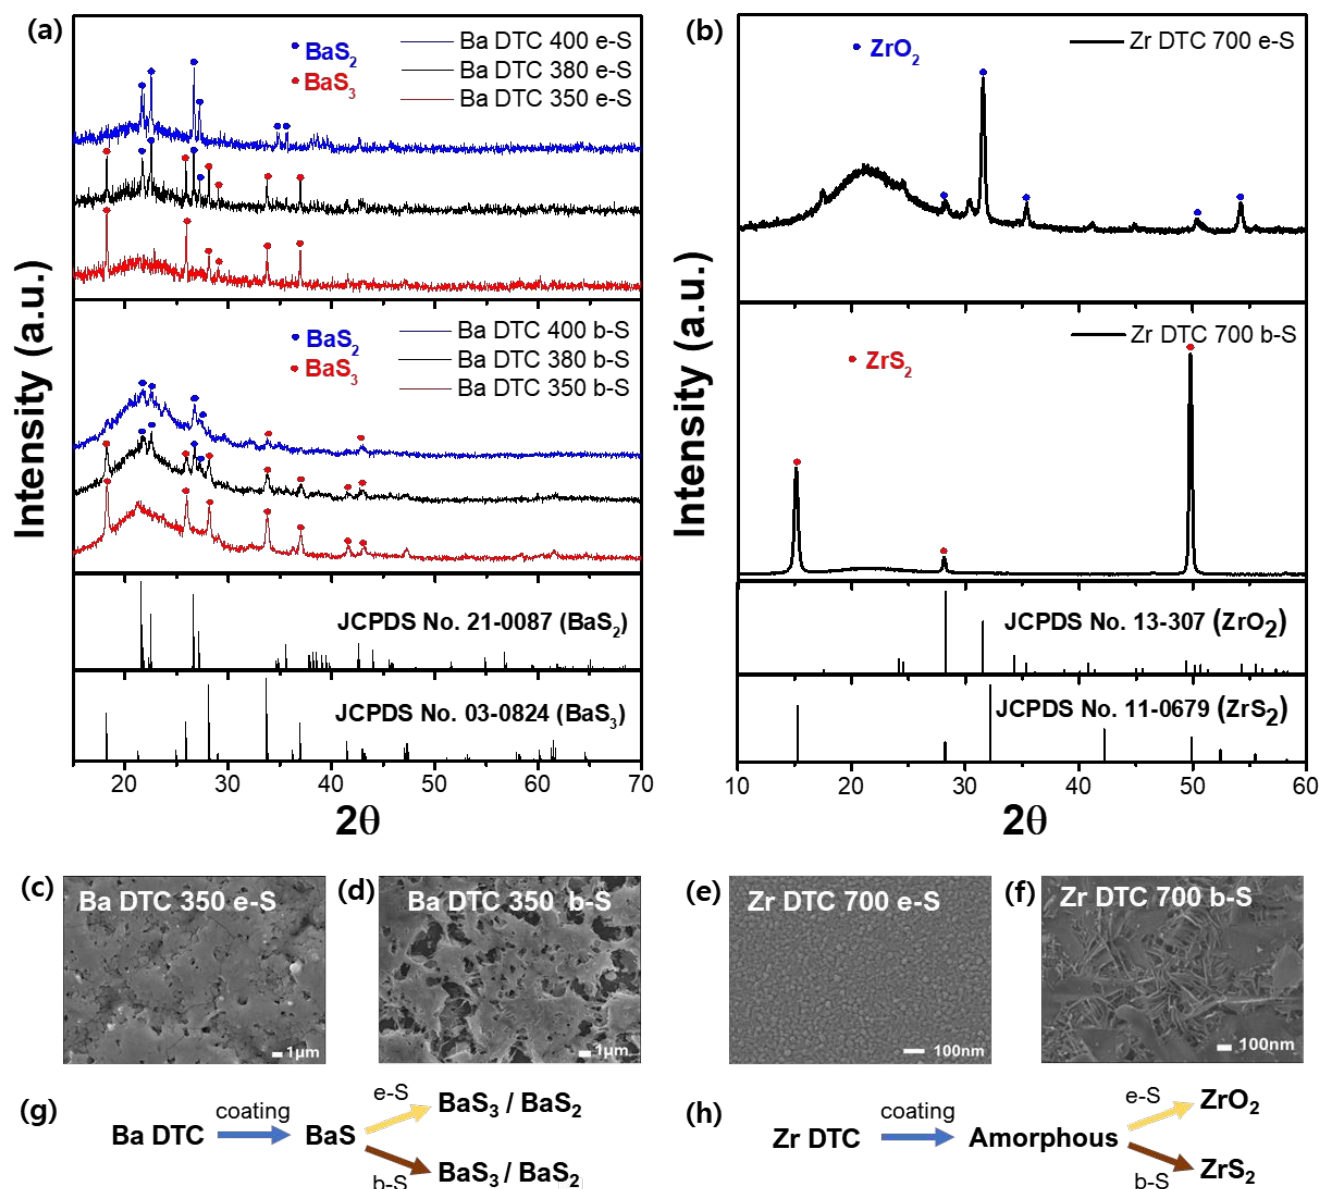 (a)
BaS2
BaS3
Ba DTC 400 e-S
Ba DTC 380 e-S
Ba DTC 350 e-S
BaS2
BaS3
Ba DTC 400 b-S
Ba DTC 380 b-S
Ba DTC 350 b-S
Intensity (a.u.)
JCPDS No. 21-0087 (BaS2)
JCPDS No. 03-0824 (BaS3)
20 30 40 50 60 70
2θ
(b)
ZrO2
Zr DTC 700 e-S
ZrS2
Zr DTC 700 b-S
Intensity (a.u.)
JCPDS No. 13-307 (ZrO2)
JCPDS No. 11-0679 (ZrS2)
10 20 30 40 50 60
2θ
(c)
Ba DTC 350 e-S
1μm
(d)
Ba DTC 350 b-S
1μm
(e)
Zr DTC 700 e-S
100nm
(f)
Zr DTC 700 b-S
100nm
(g)
Ba DTC
coating
BaS
e-S
BaS3 / BaS2
b-S
BaS3 / BaS2
(h)
Zr DTC
coating
Amorphous
e-S
ZrO2
b-S
ZrS2